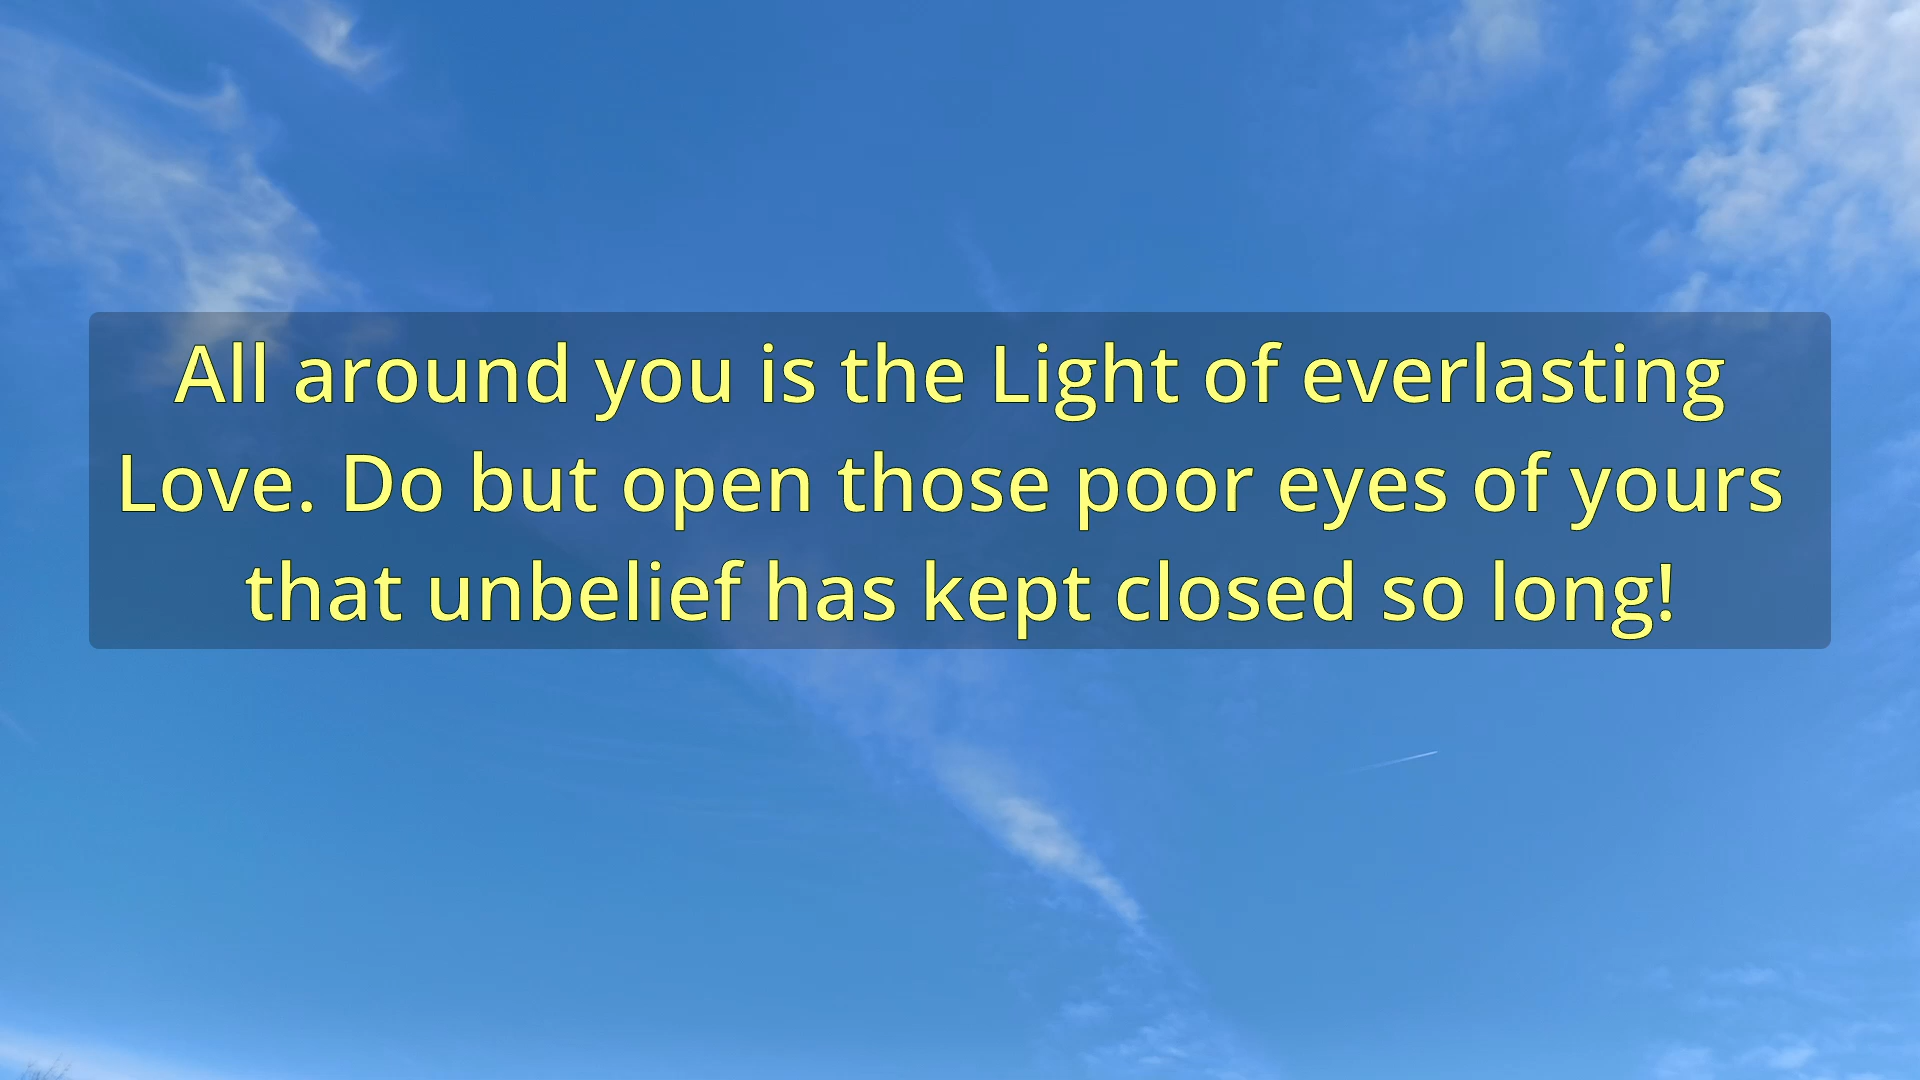 All around you is the Light of everlasting
Love. Do but open those poor eyes of yours
that unbelief has kept closed so long!